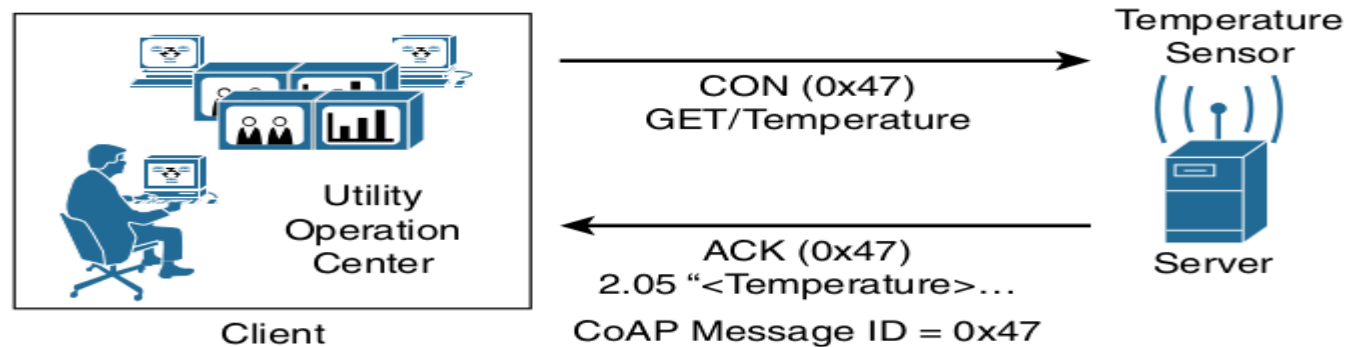 Utility
Operation
Center
Client
CON (0x47)
GET/Temperature
ACK (0x47)
2.05 “<Temperature>...
CoAP Message ID = 0x47
Temperature
Sensor
Server